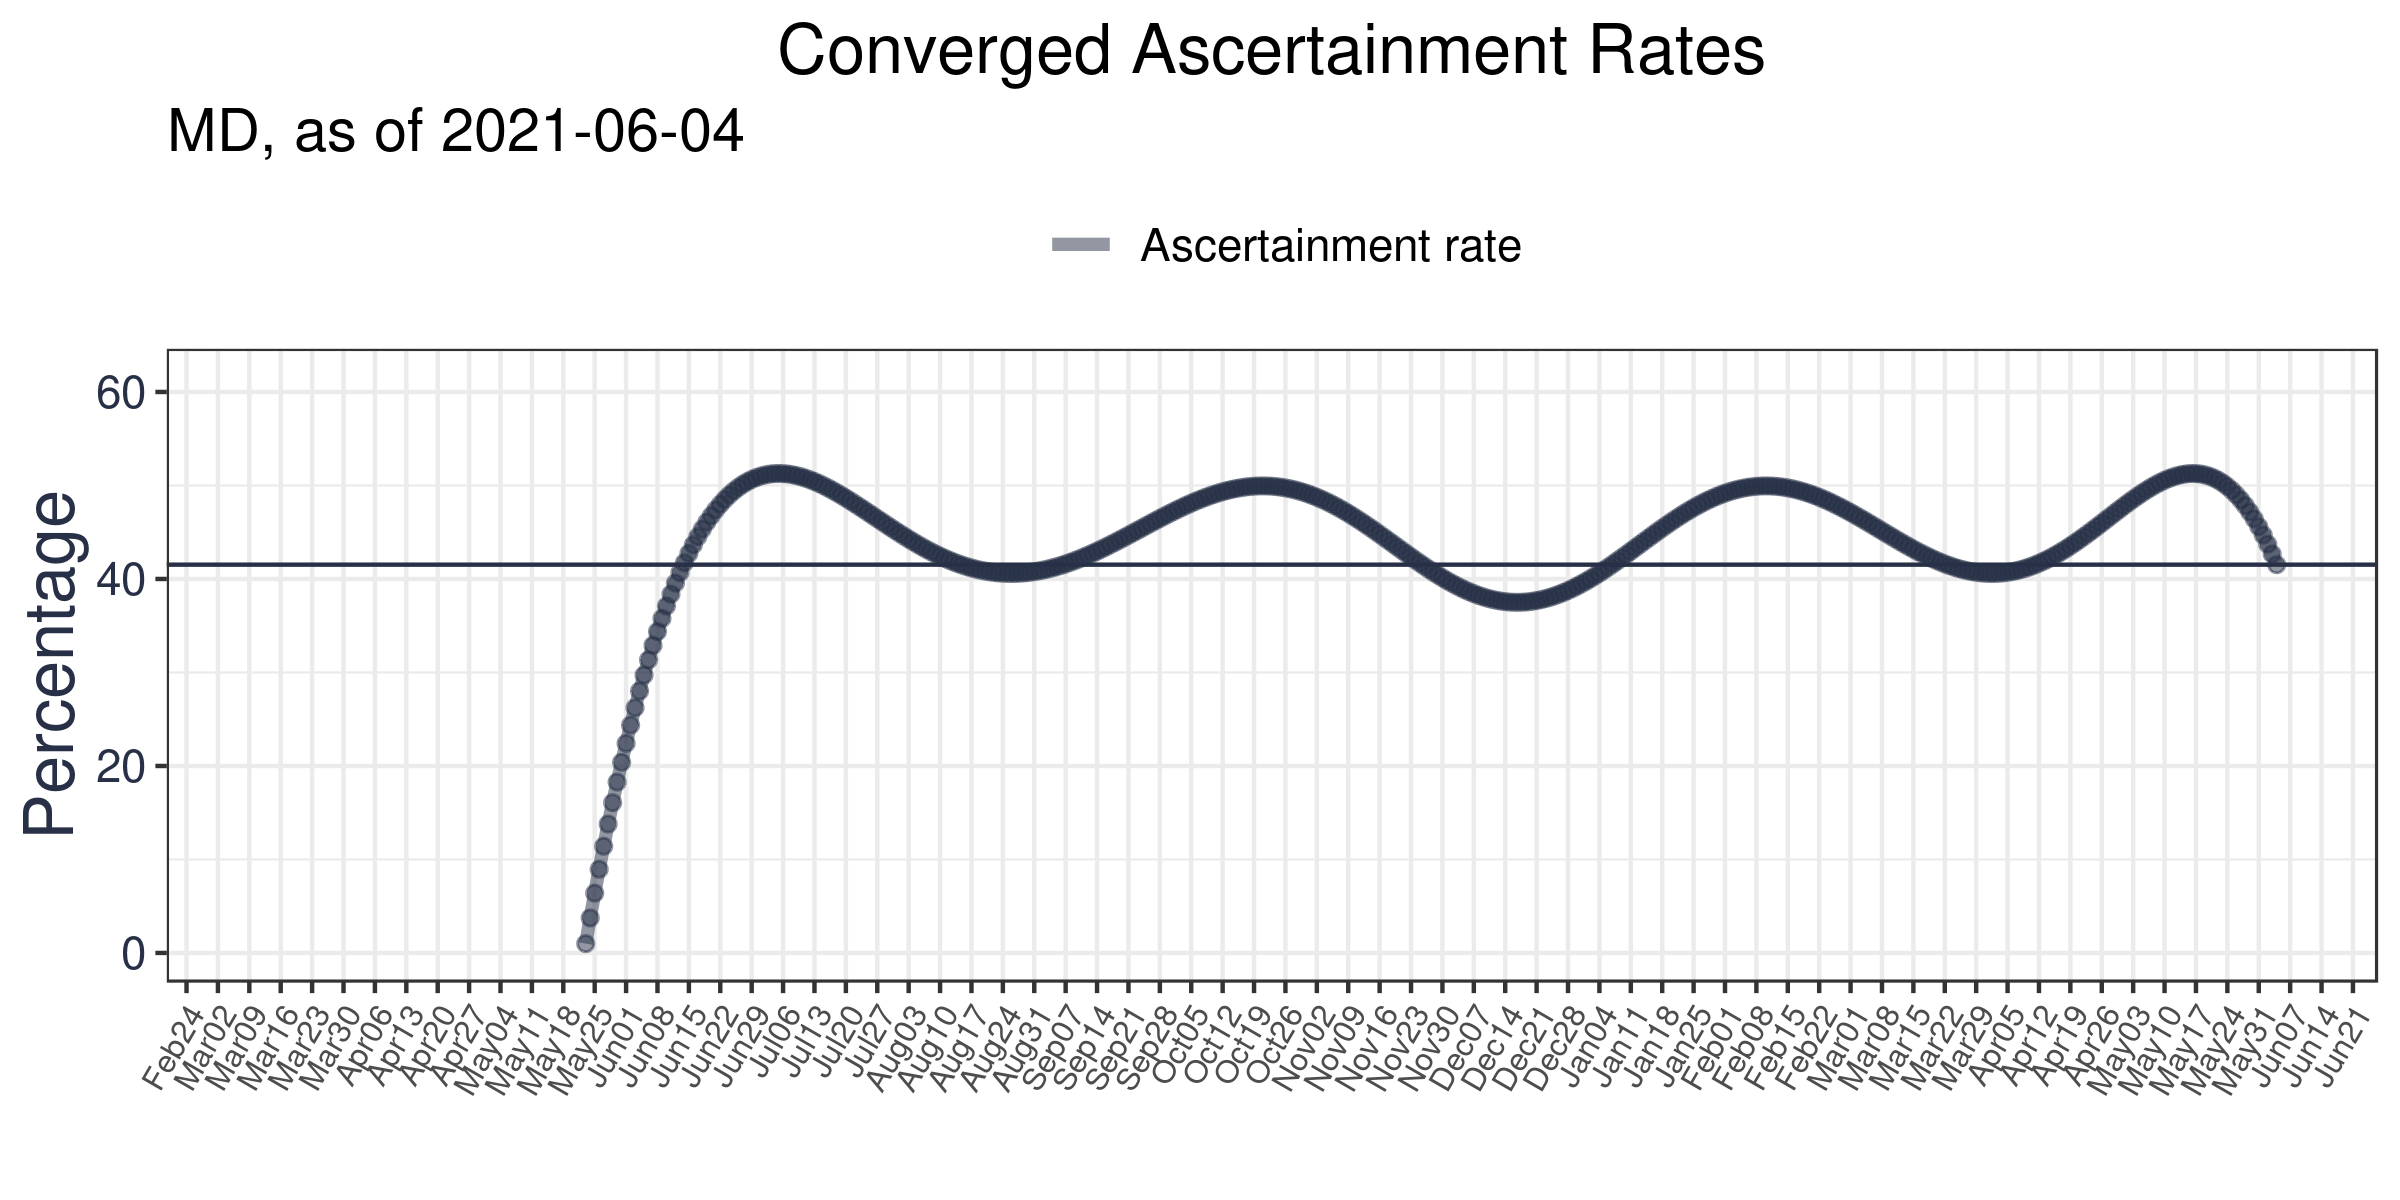 Converged Ascertainment Rates
MD, as of 2021-06-04
Ascertainment rate
Percentage
60
40
20
0
Feb24
Mar02
Mar09
Mar16
Mar23
Mar30
Apr06
Apr13
Apr20
Apr27
May04
May11
May18
May25
Jun01
Jun08
Jun15
Jun22
Jun29
Jul06
Jul13
Jul20
Jul27
Aug03
Aug10
Aug17
Aug24
Aug31
Sep07
Sep14
Sep21
Sep28
Oct05
Oct12
Oct19
Oct26
Nov02
Nov09
Nov16
Nov23
Nov30
Dec07
Dec14
Dec21
Dec28
Jan04
Jan11
Jan18
Jan25
Feb01
Feb08
Feb15
Feb22
Mar01
Mar08
Mar15
Mar22
Mar29
Apr05
Apr12
Apr19
Apr26
May03
May10
May17
May24
May31
Jun07
Jun14
Jun21